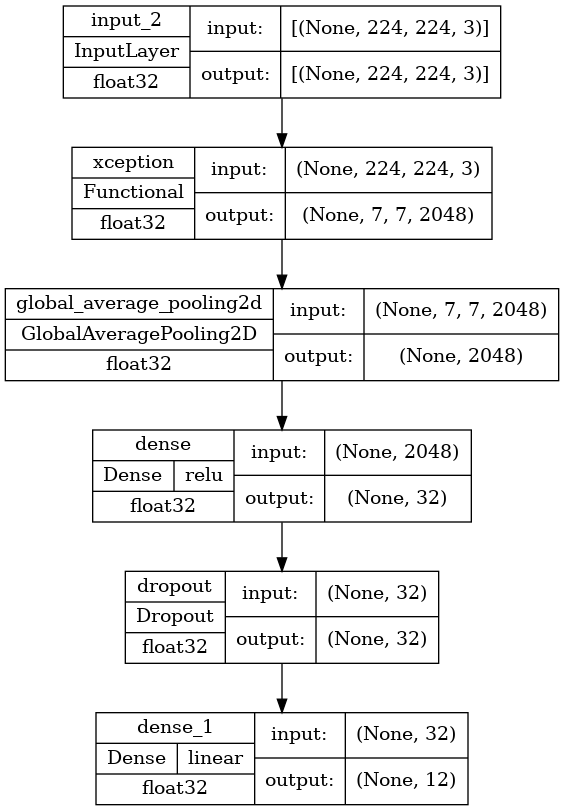 input_2
InputLayer
float32
input:
[(None, 224, 224, 3)]
output:
[(None, 224, 224, 3)]
xception
Functional
float32
input:
(None, 224, 224, 3)
output:
(None, 7, 7, 2048)
global_average_pooling2d
GlobalAveragePooling2D
float32
input:
(None, 7, 7, 2048)
output:
(None, 2048)
dense
Dense relu
float32
input:
(None, 2048)
output:
(None, 32)
dropout
Dropout
float32
input:
(None, 32)
output:
(None, 32)
dense_1
Dense linear
float32
input:
(None, 32)
output:
(None, 12)